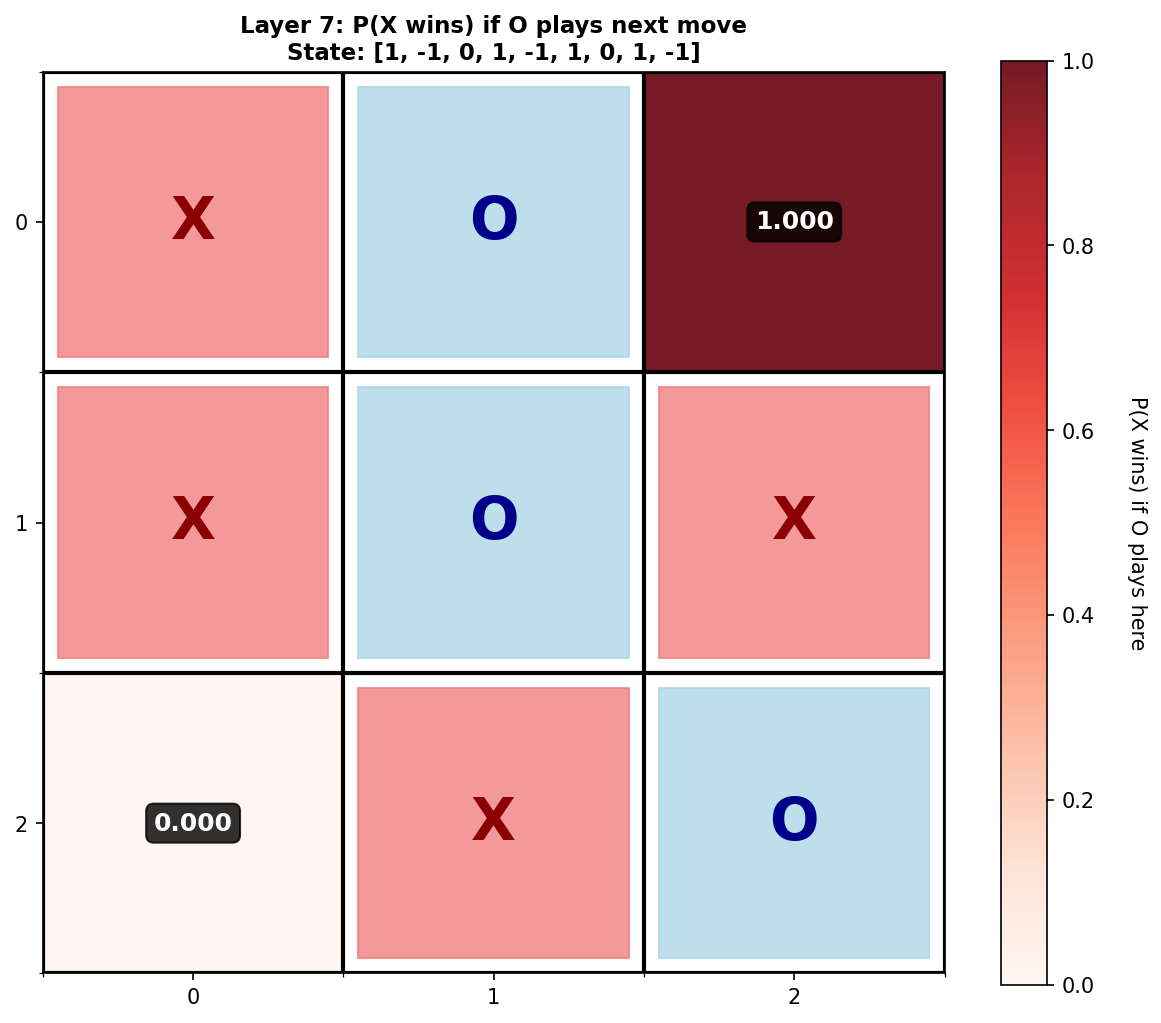 Layer 7: P(X wins) if O plays next move
State: [1, -1, 0, 1, -1, 1, 0, 1, -1]
1.0
0 X O 1.000
0.8
0.6
P(X wins) if O plays here
1 X O X
0.4
0.2
2 0.000 X O
0.0
0 1 2